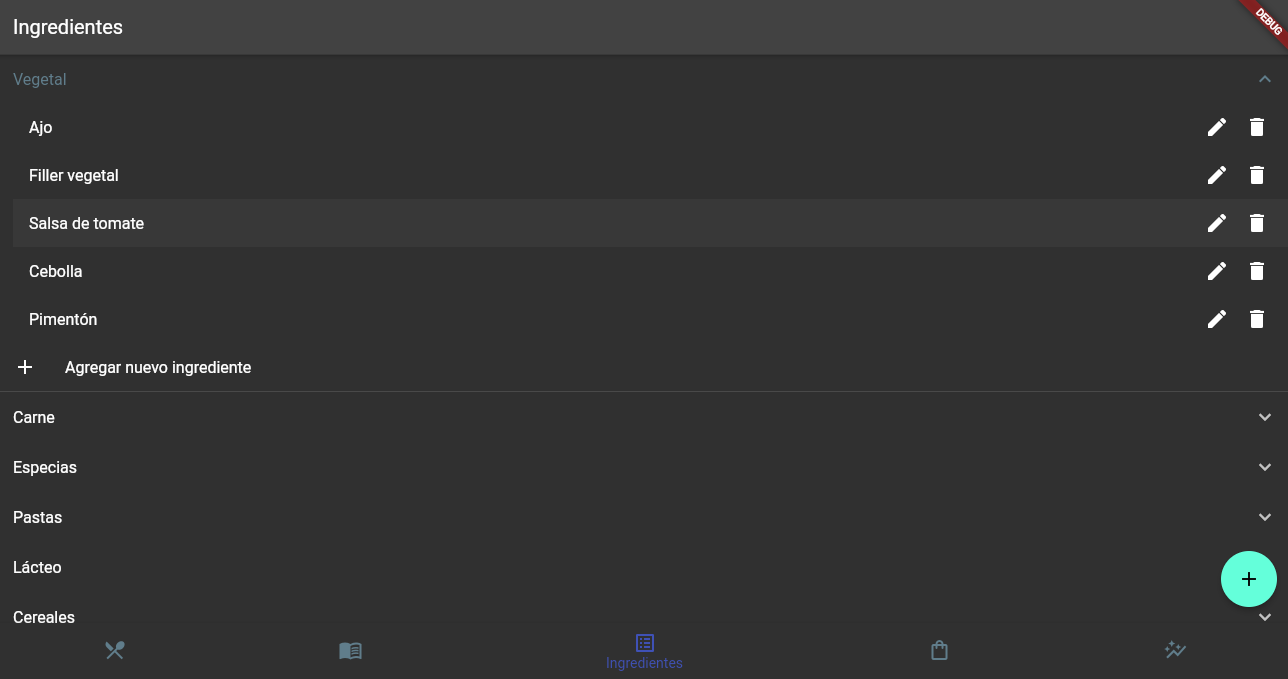 Ingredientes
DEBUG
Vegetal
Ajo
Filler vegetal
Salsa de tomate
Cebolla
Pimentón
Agregar nuevo ingrediente
Carne
Especias
Pastas
Lácteo
Cereales
Ingredientes